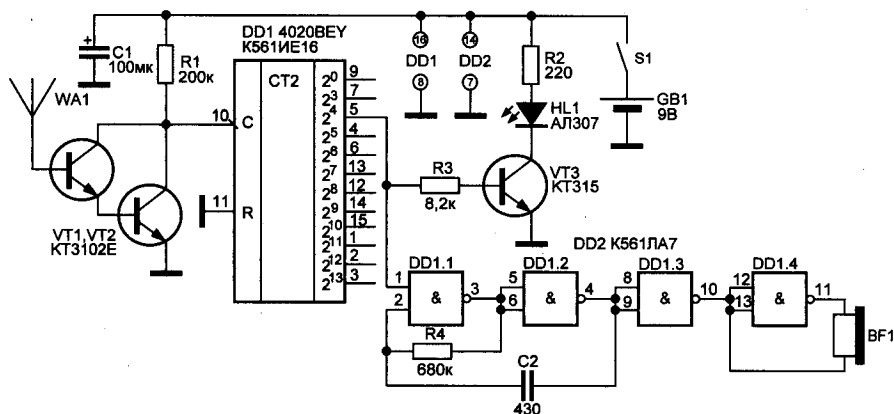 DD1 4020BEY
К561ИЕ16
C1
100мк
+
R1
200к
WA1
VT1,VT2
КТ3102Е
10
C
11
R
CT2
2⁰ 9
2³ 7
2⁴ 5
2⁵ 4
2⁶ 6
2⁷ 13
2⁸ 12
2⁹ 14
2¹⁰ 15
2¹¹ 1
2¹² 2
2¹³ 3
16
DD1
8
14
DD2
7
R2
220
HL1
АЛ307
S1
GB1
9В
R3
8,2к
VT3
КТ315
DD2 К561ЛА7
DD1.1
1
2
&
3
DD1.2
5
6
&
4
DD1.3
8
9
&
10
DD1.4
12
13
&
11
BF1
R4
680к
C2
430